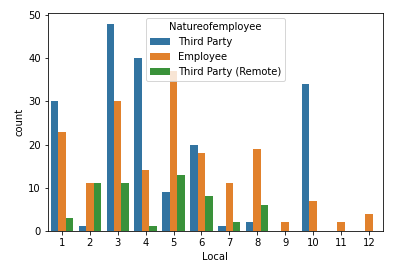 Natureofemployee
Third Party
Employee
Third Party (Remote)
50
40
30
20
10
0
count
1 2 3 4 5 6 7 8 9 10 11 12
Local